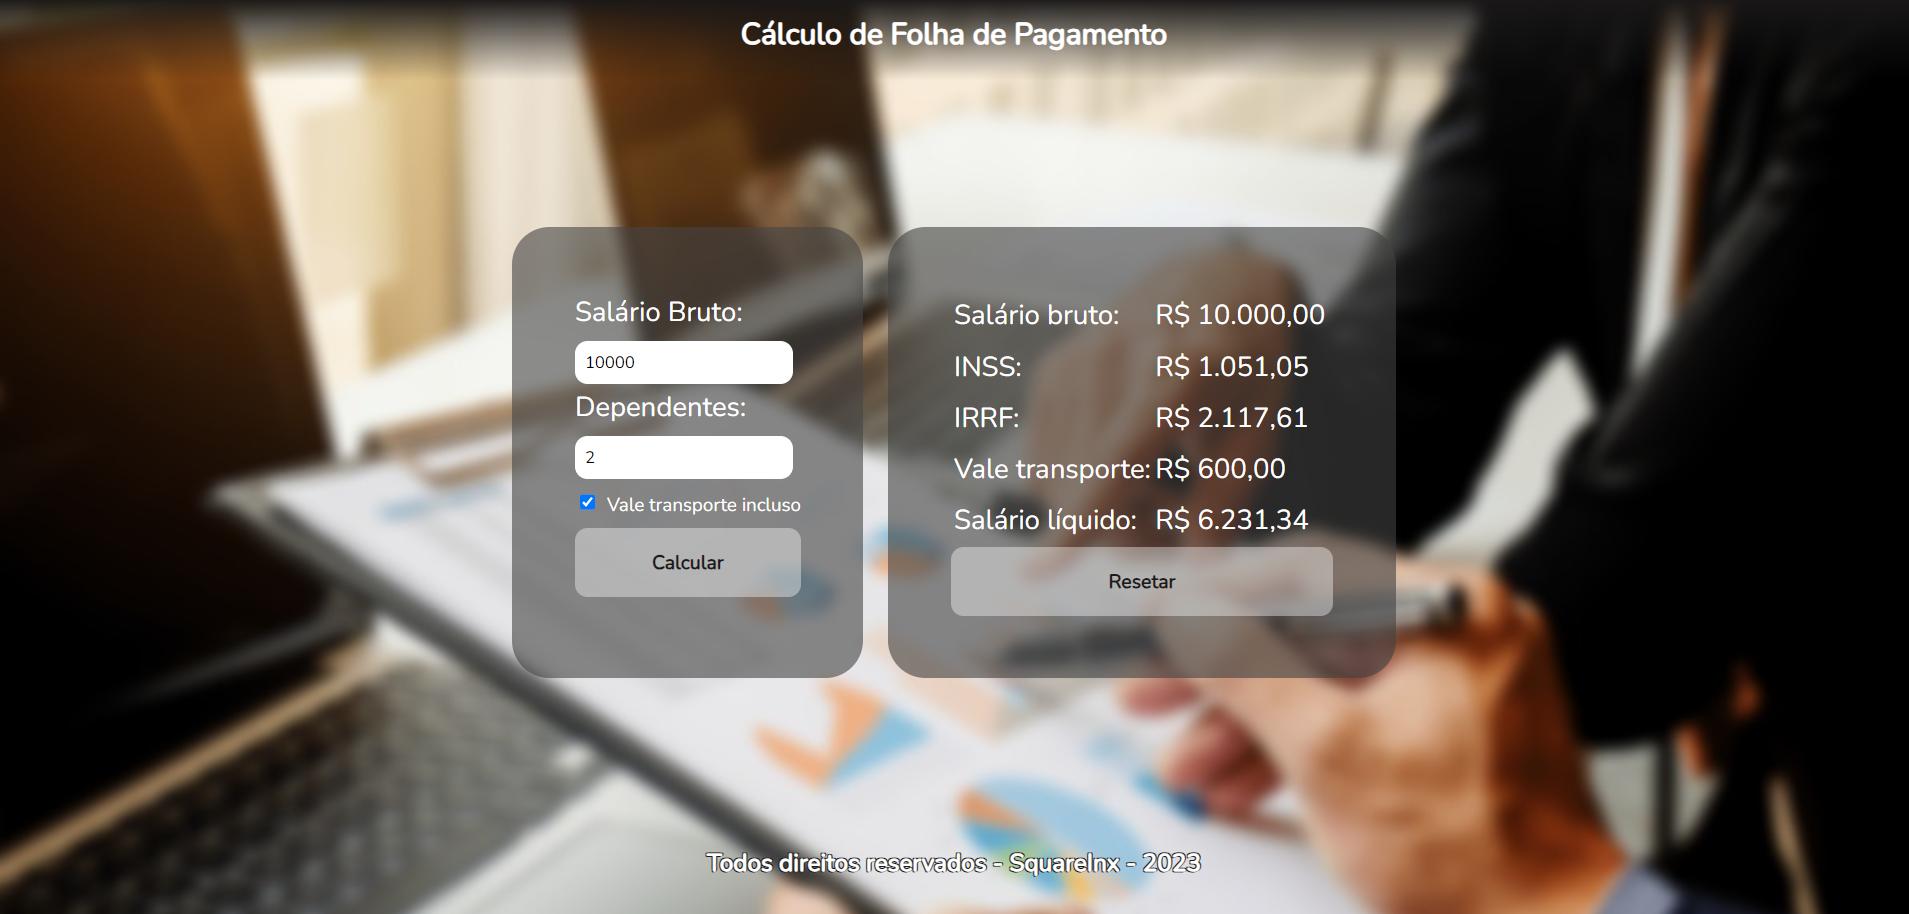 Cálculo de Folha de Pagamento
Salário Bruto:
10000
Dependentes:
2
Vale transporte incluso
Calcular
Salário bruto: R$ 10.000,00
INSS: R$ 1.051,05
IRRF: R$ 2.117,61
Vale transporte: R$ 600,00
Salário líquido: R$ 6.231,34
Resetar
Todos direitos reservados - Squarelnx - 2023